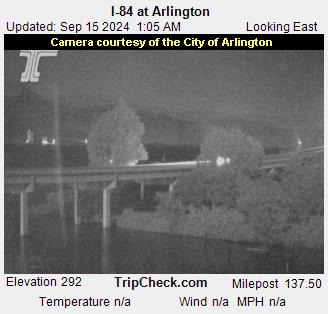 I-84 at Arlington
Updated: Sep 15 2024 1:05 AM Looking East
Camera courtesy of the City of Arlington
Elevation 292 TripCheck.com Milepost 137.50
Temperature n/a Wind n/a MPH n/a